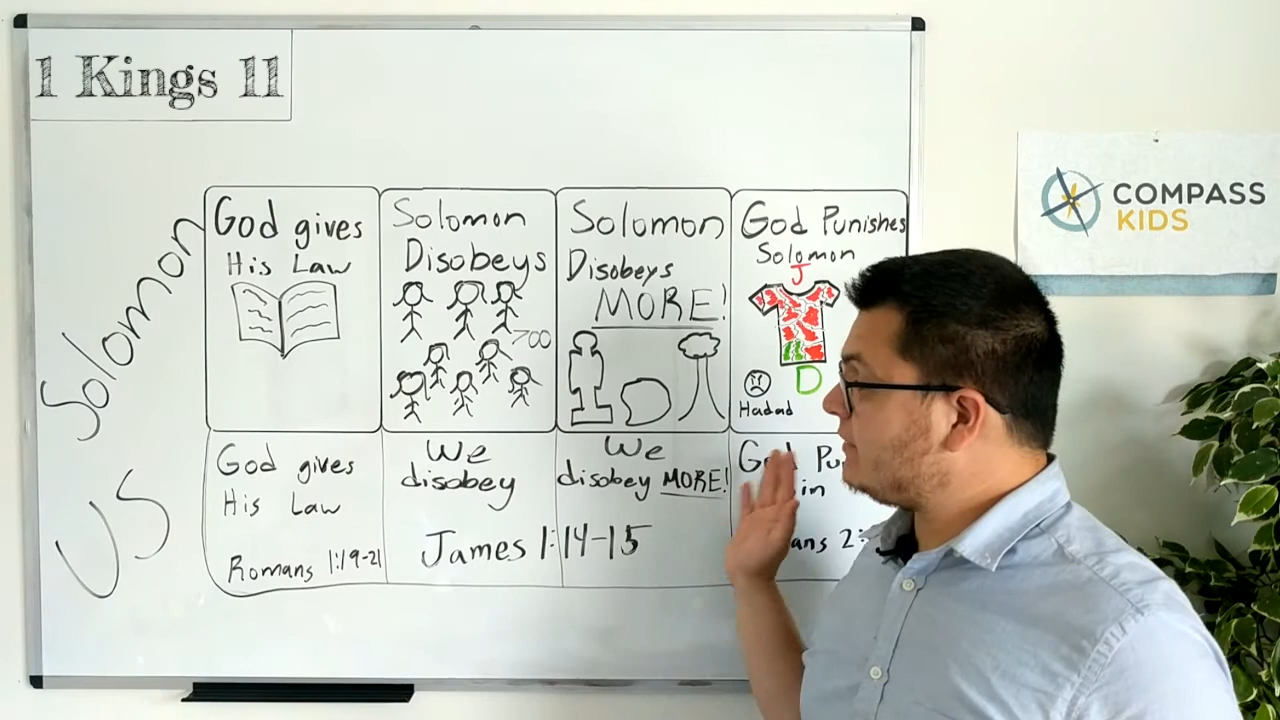 1 Kings 11
COMPASS
KIDS
Solomon
God gives
His Law
Solomon
Disobeys
700
Solomon
Disobeys
MORE!
God Punishes
Solomon
J
D
Hadad
US
God gives
His Law
Romans 1:19-21
We
disobey
We
disobey MORE!
James 1:14-15